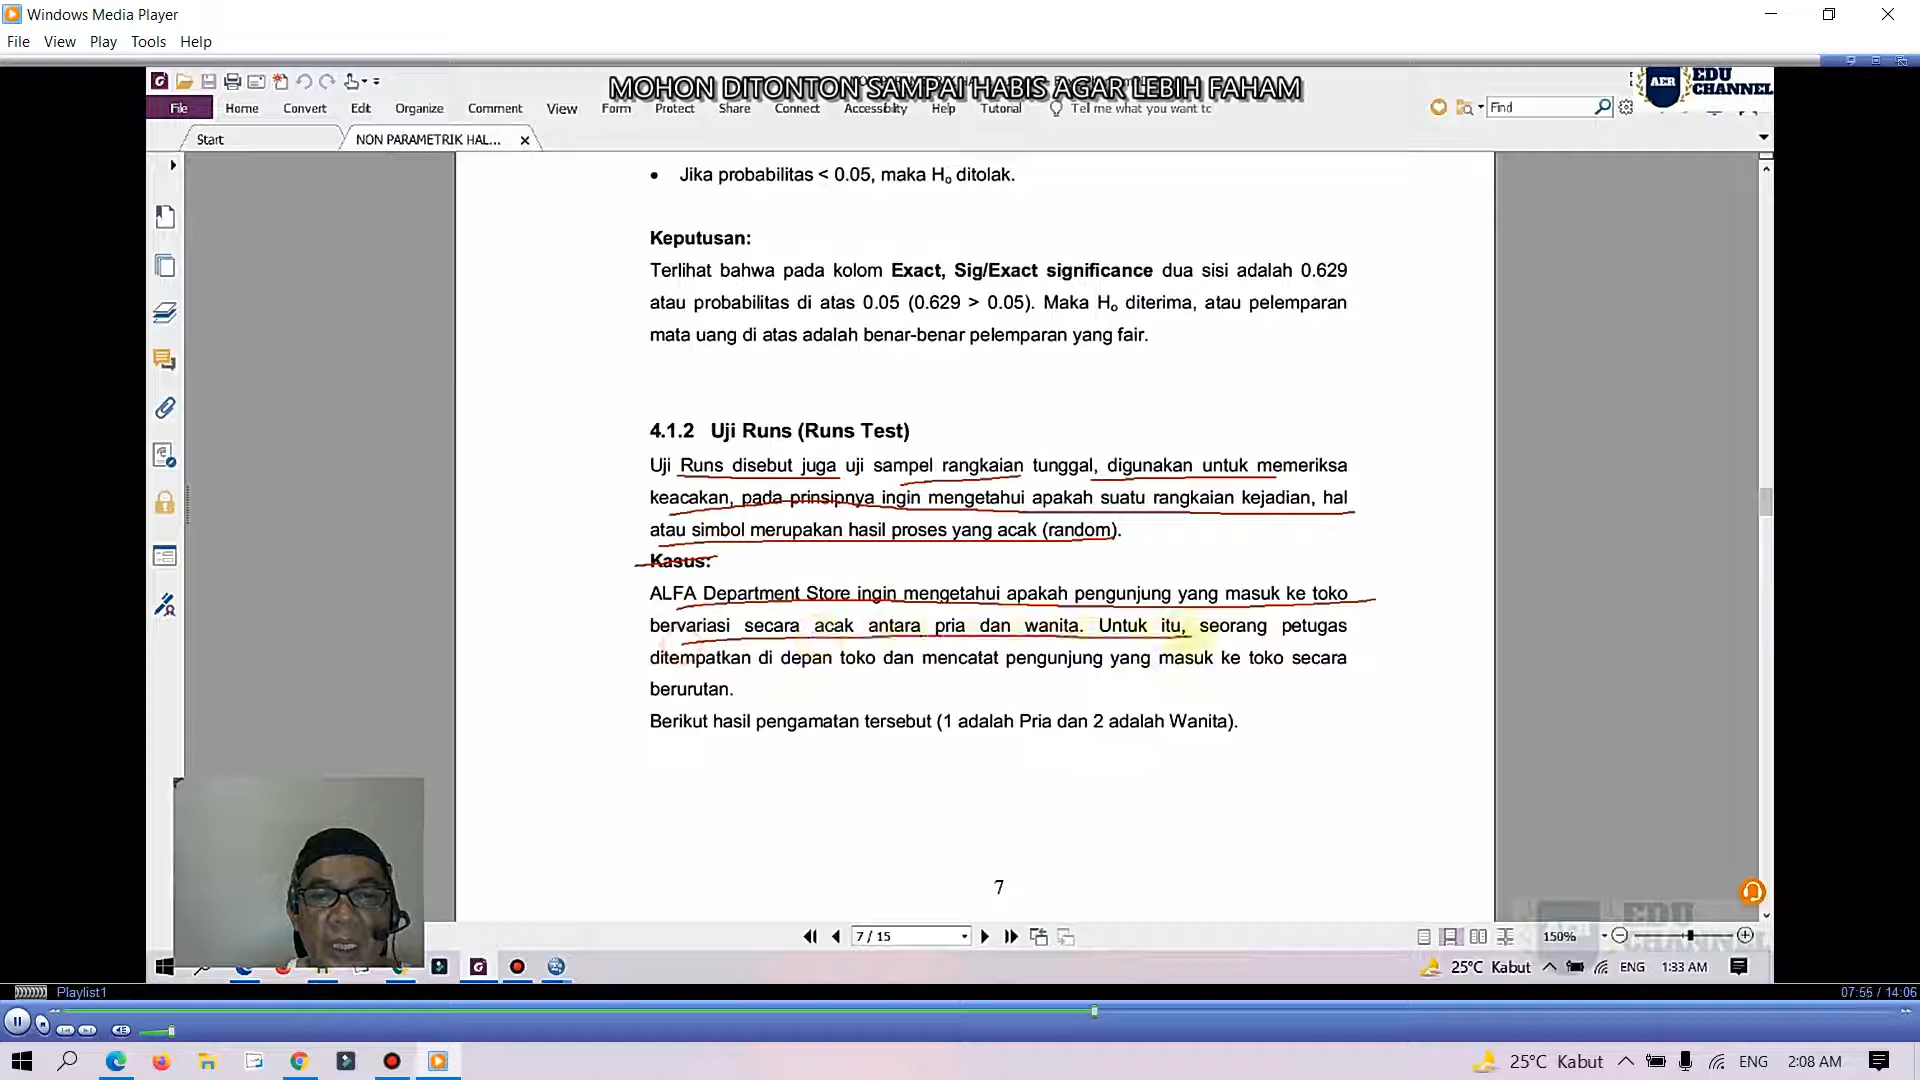 Windows Media Player
File View Play Tools Help
MOHON DITONTON SAMPAI HABIS AGAR LEBIH FAHAM
AER EDU CHANNEL
File Home Convert Edit Organize Comment View Form Protect Share Connect Accessibility Help Tutorial Tell me what you want tc Find
Start NON PARAMETRIK HAL...
• Jika probabilitas < 0.05, maka Ho ditolak.
Keputusan:
Terlihat bahwa pada kolom Exact, Sig/Exact significance dua sisi adalah 0.629
atau probabilitas di atas 0.05 (0.629 > 0.05). Maka Ho diterima, atau pelemparan
mata uang di atas adalah benar-benar pelemparan yang fair.
4.1.2 Uji Runs (Runs Test)
Uji Runs disebut juga uji sampel rangkaian tunggal, digunakan untuk memeriksa
keacakan, pada prinsipnya ingin mengetahui apakah suatu rangkaian kejadian, hal
atau simbol merupakan hasil proses yang acak (random).
Kasus:
ALFA Department Store ingin mengetahui apakah pengunjung yang masuk ke toko
bervariasi secara acak antara pria dan wanita. Untuk itu, seorang petugas
ditempatkan di depan toko dan mencatat pengunjung yang masuk ke toko secara
berurutan.
Berikut hasil pengamatan tersebut (1 adalah Pria dan 2 adalah Wanita).
7
7 / 15 150%
EDU
25°C Kabut ENG 1:33 AM
Playlist1 07:55 / 14:06
25°C Kabut ENG 2:08 AM